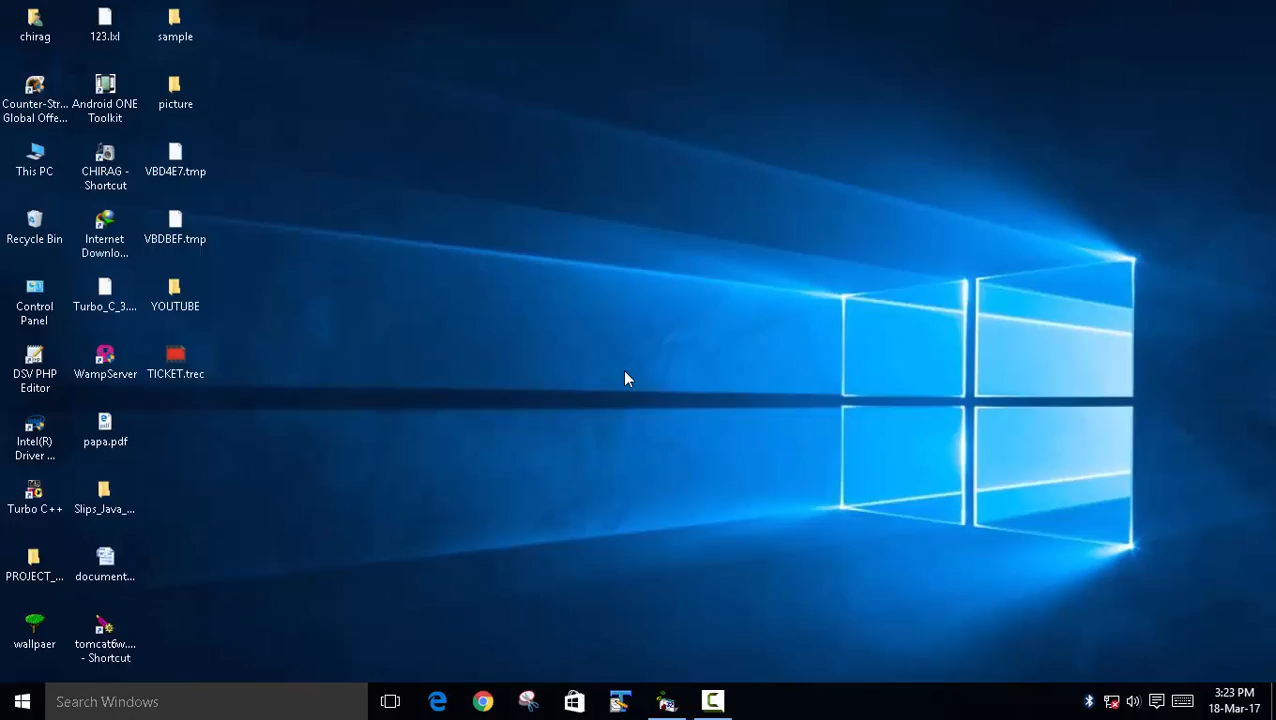 chirag
123.lxl
sample
Counter-Str...
Global Offe...
Android ONE
Toolkit
picture
This PC
CHIRAG -
Shortcut
VBD4E7.tmp
Recycle Bin
Internet
Downlo...
VBDBEF.tmp
Control
Panel
Turbo_C_3....
YOUTUBE
DSV PHP
Editor
WampServer
TICKET.trec
Intel(R)
Driver ...
papa.pdf
Turbo C++
Slips_Java_...
PROJECT_...
document...
wallpaer
tomcat6w....
- Shortcut
Search Windows
3:23 PM
18-Mar-17